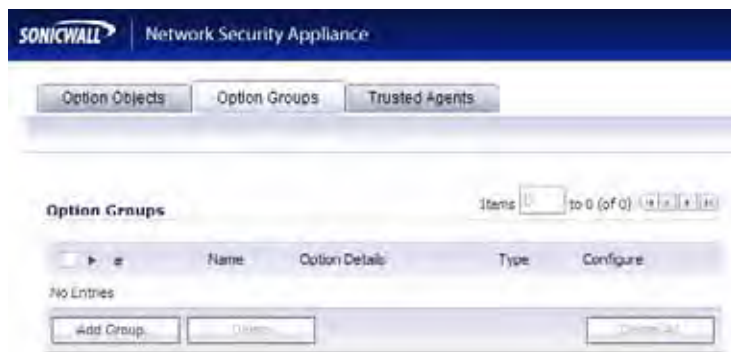 SONICWALL Network Security Appliance
Option Objects Option Groups Trusted Agents
Option Groups Items 0 to 0 (of 0)
# Name Option Details Type Configure
No Entries
Add Group... Delete Delete All